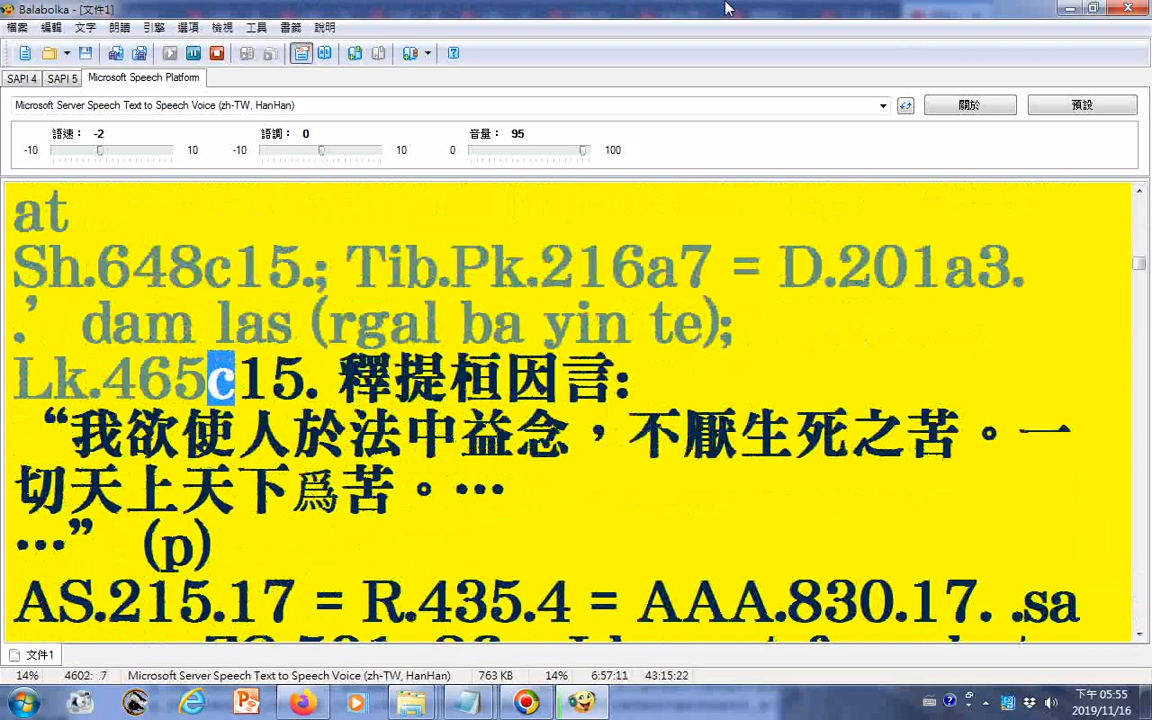 Balabolka - [文件1]
檔案 編輯 文字 朗讀 引擎 選項 檢視 工具 書籤 說明
SAPI 4 SAPI 5 Microsoft Speech Platform
Microsoft Server Speech Text to Speech Voice (zh-TW, HanHan) 關於 預設
語速： -2 語調： 0 音量： 95
-10 10 -10 10 0 100
at
Sh.648c15.; Tib.Pk.216a7 = D.201a3.
.’ dam las (rgal ba yin te);
Lk.465c15. 釋提桓因言:
“我欲使人於法中益念，不厭生死之苦。一
切天上天下爲苦。…
…” (p)
AS.215.17 = R.435.4 = AAA.830.17. .sa
文件1
14% 4602: .7 Microsoft Server Speech Text to Speech Voice (zh-TW, HanHan) 763 KB 14% 6:57:11 43:15:22
下午 05:55
2019/11/16